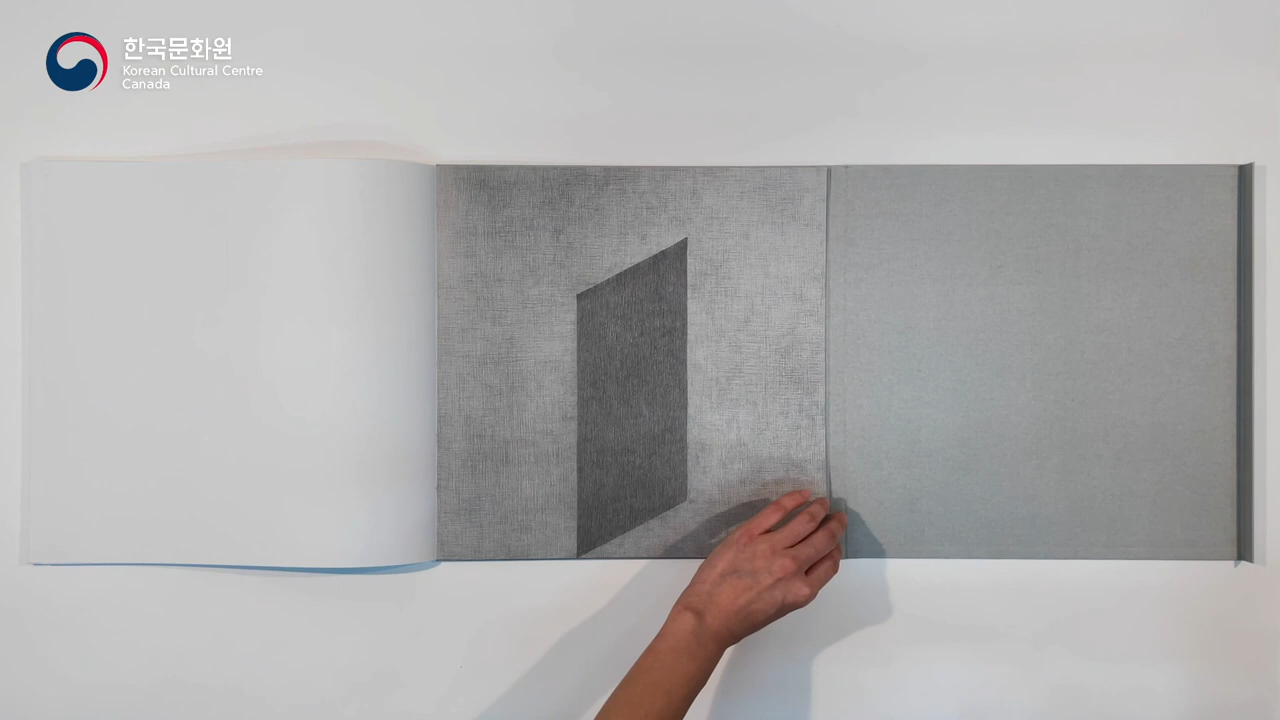 한국문화원
Korean Cultural Centre
Canada